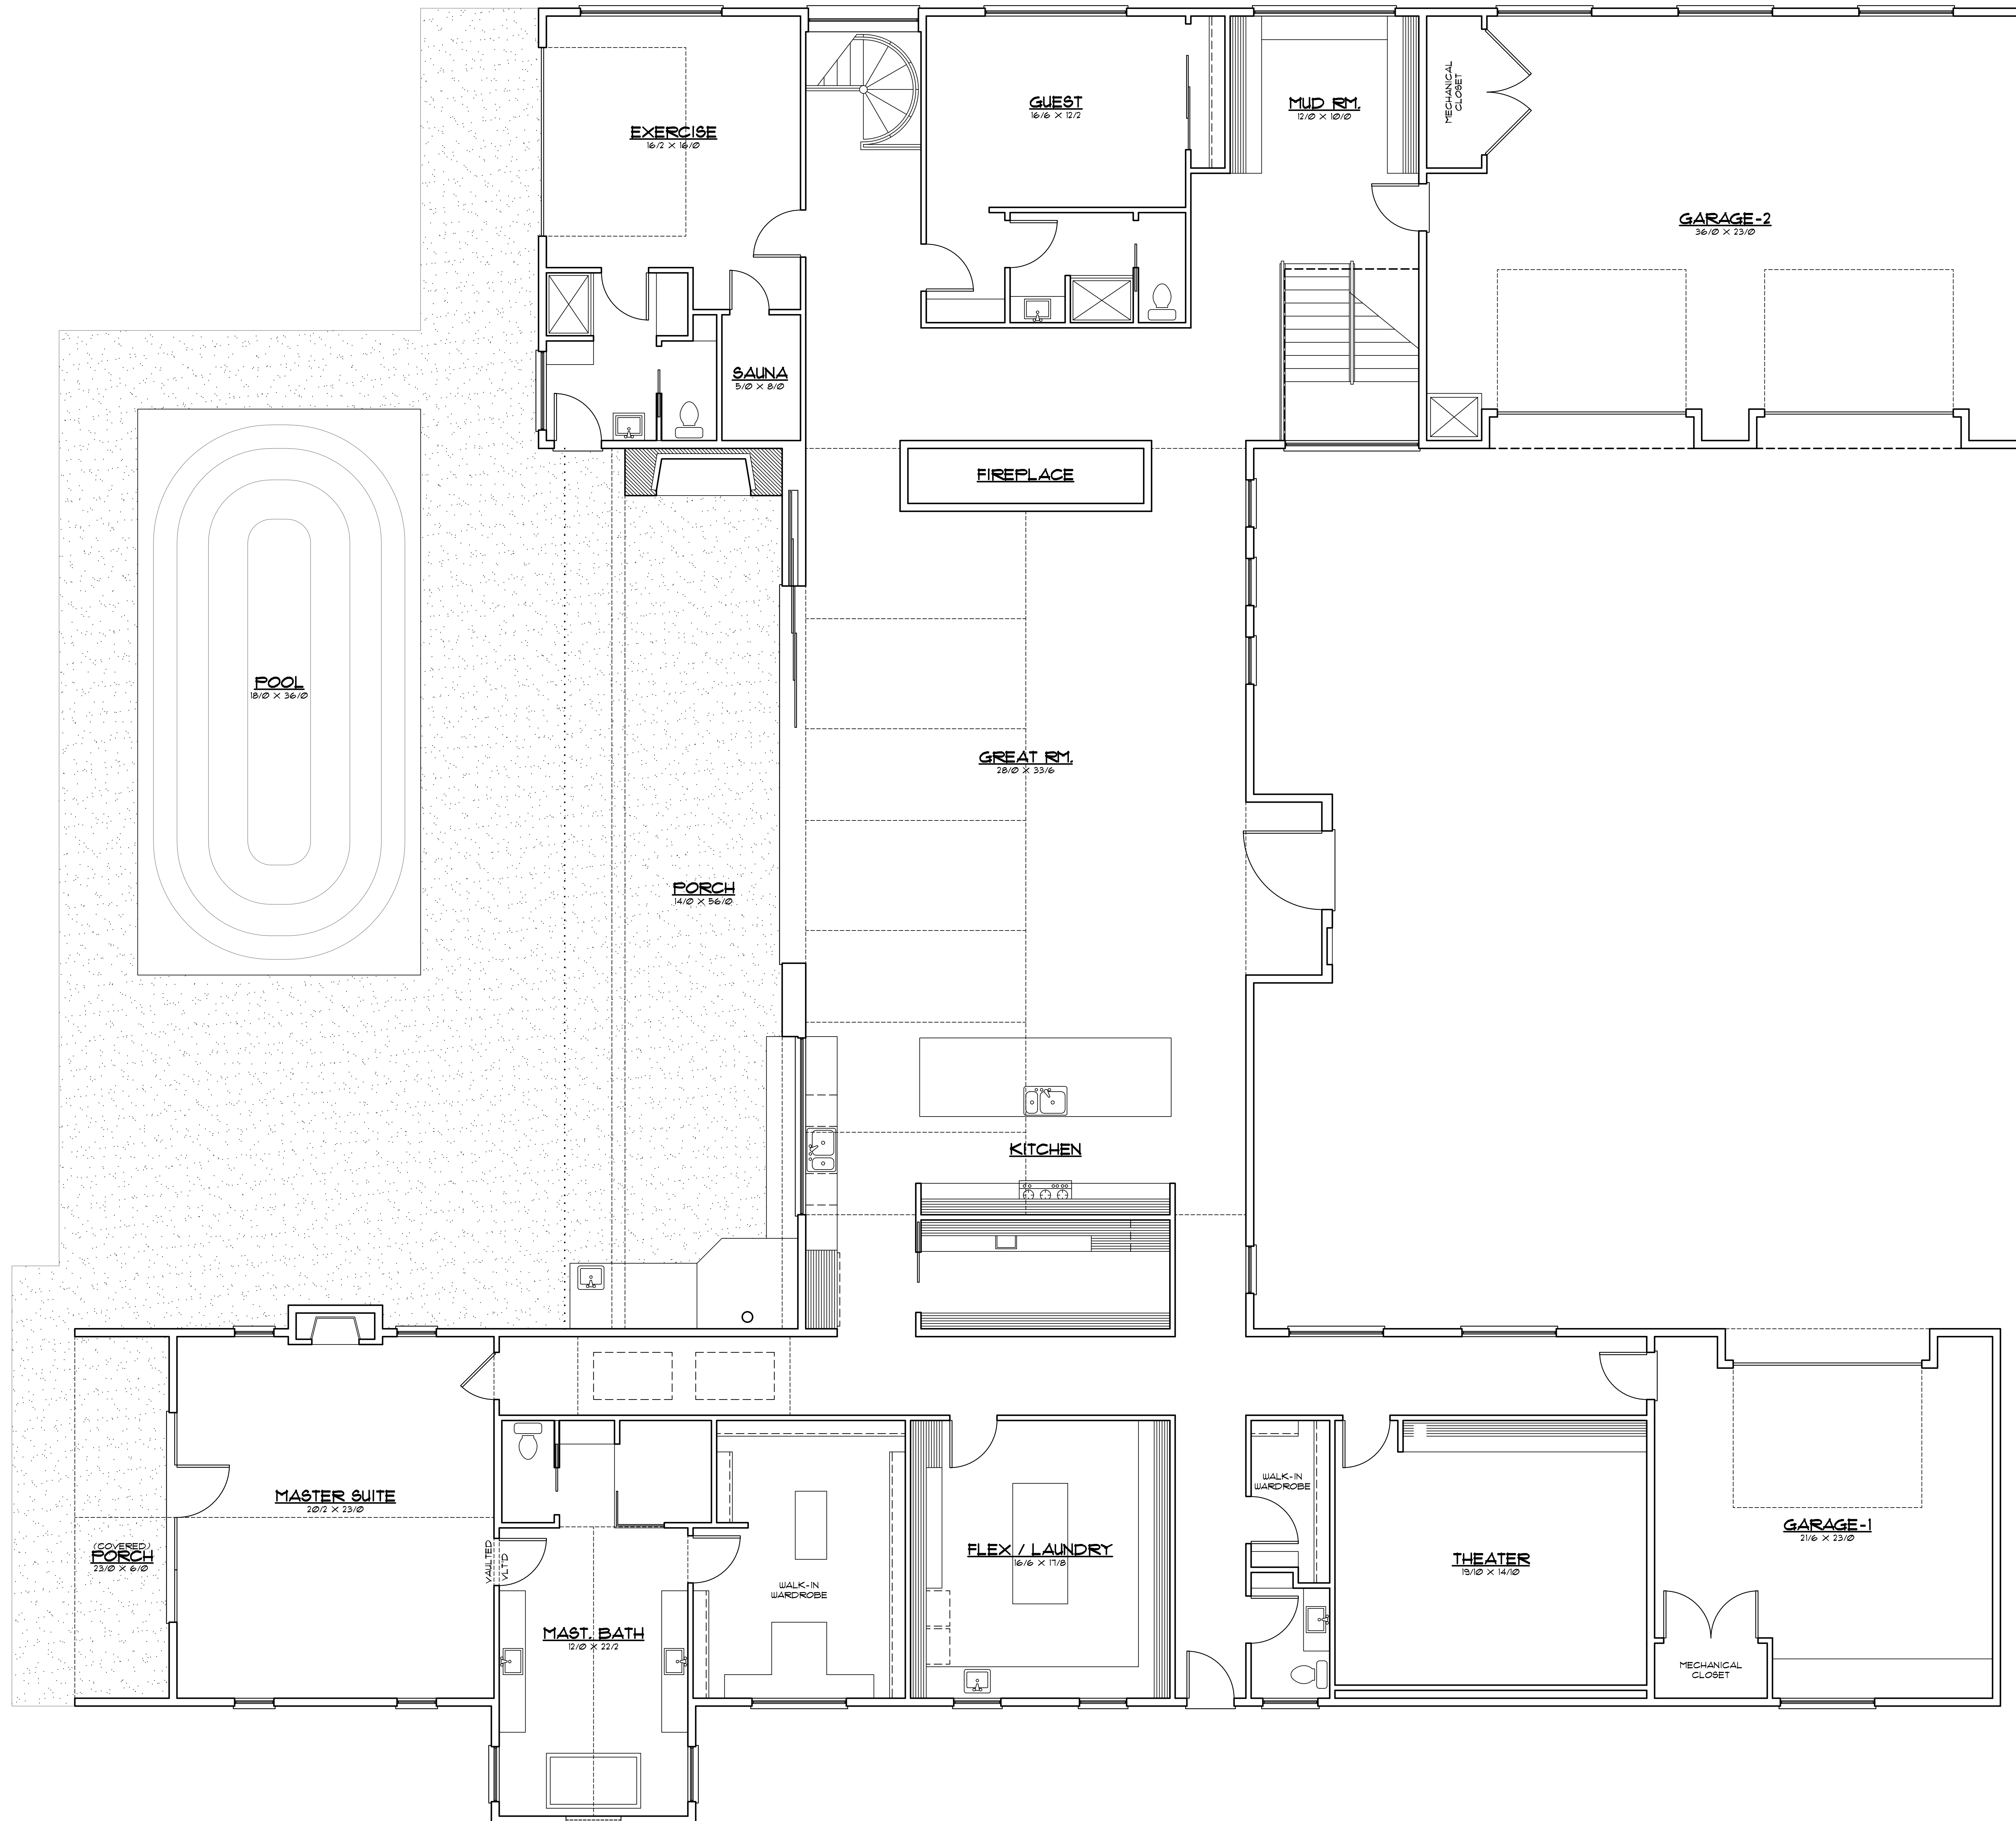 EXERCISE
16/2 X 16/0
GUEST
16/6 X 12/2
MUD RM.
12/0 X 10/0
MECHANICAL
CLOSET
GARAGE-2
36/0 X 23/0
SAUNA
5/0 X 8/0
FIREPLACE
POOL
18/0 X 36/0
GREAT RM.
28/0 X 33/6
PORCH
14/0 X 56/0
KITCHEN
MASTER SUITE
20/2 X 23/0
(COVERED)
PORCH
23/0 X 6/0
VAULTED
VLT'D
MAST. BATH
12/0 X 22/2
WALK-IN
WARDROBE
FLEX / LAUNDRY
16/6 X 17/8
WALK-IN
WARDROBE
THEATER
19/10 X 14/10
GARAGE-1
21/6 X 23/0
MECHANICAL
CLOSET